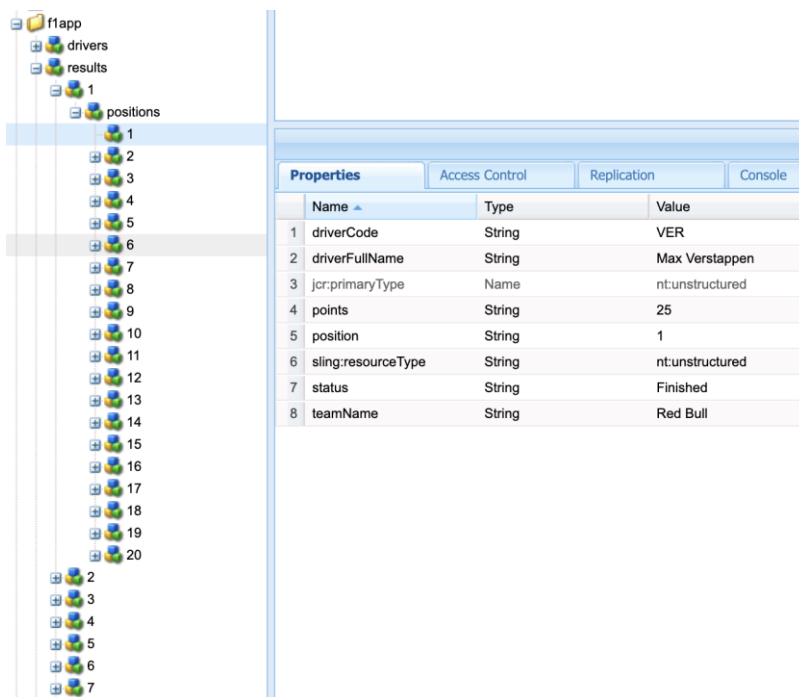 f1app
drivers
results
1
positions
1
2
3
4
5
6
7
8
9
10
11
12
13
14
15
16
17
18
19
20
2
3
4
5
6
7
Properties Access Control Replication Console
Name Type Value
1 driverCode String VER
2 driverFullName String Max Verstappen
3 jcr:primaryType Name nt:unstructured
4 points String 25
5 position String 1
6 sling:resourceType String nt:unstructured
7 status String Finished
8 teamName String Red Bull